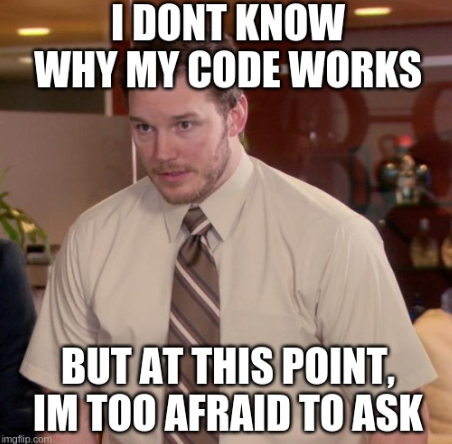 I DONT KNOW
WHY MY CODE WORKS
BUT AT THIS POINT,
IM TOO AFRAID TO ASK
imgflip.com